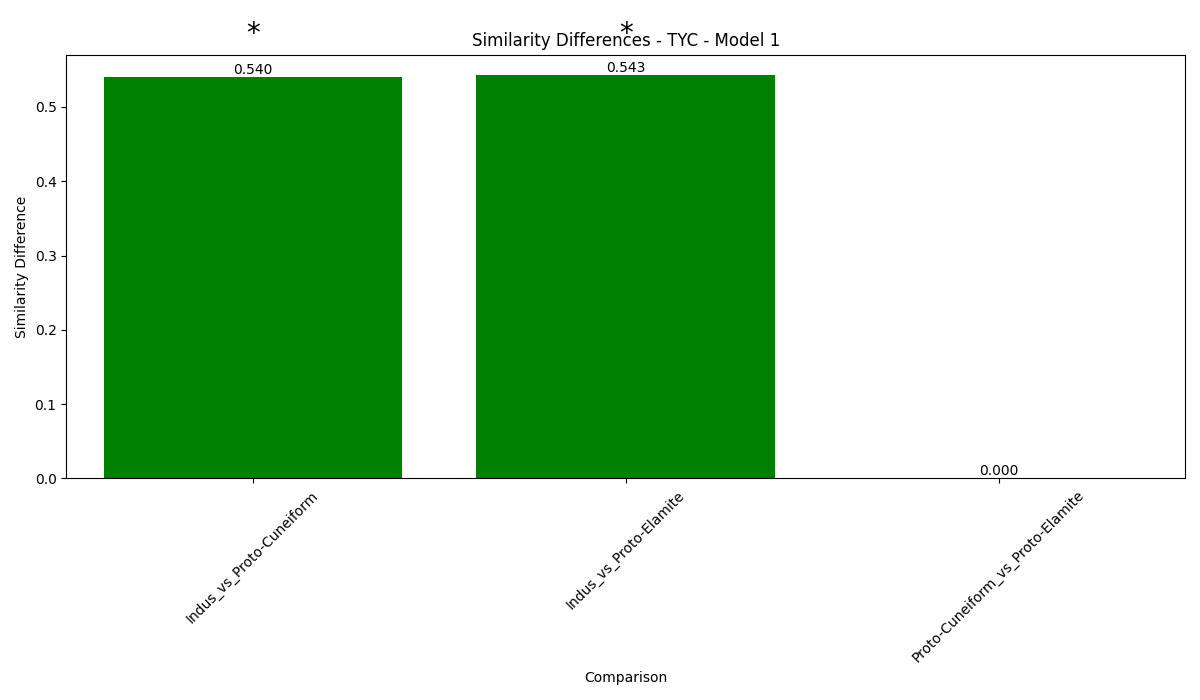 * *
Similarity Differences - TYC - Model 1
0.540
0.543
0.000
0.5
0.4
0.3
0.2
0.1
0.0
Similarity Difference
Indus_vs_Proto-Cuneiform
Indus_vs_Proto-Elamite
Proto-Cuneiform_vs_Proto-Elamite
Comparison